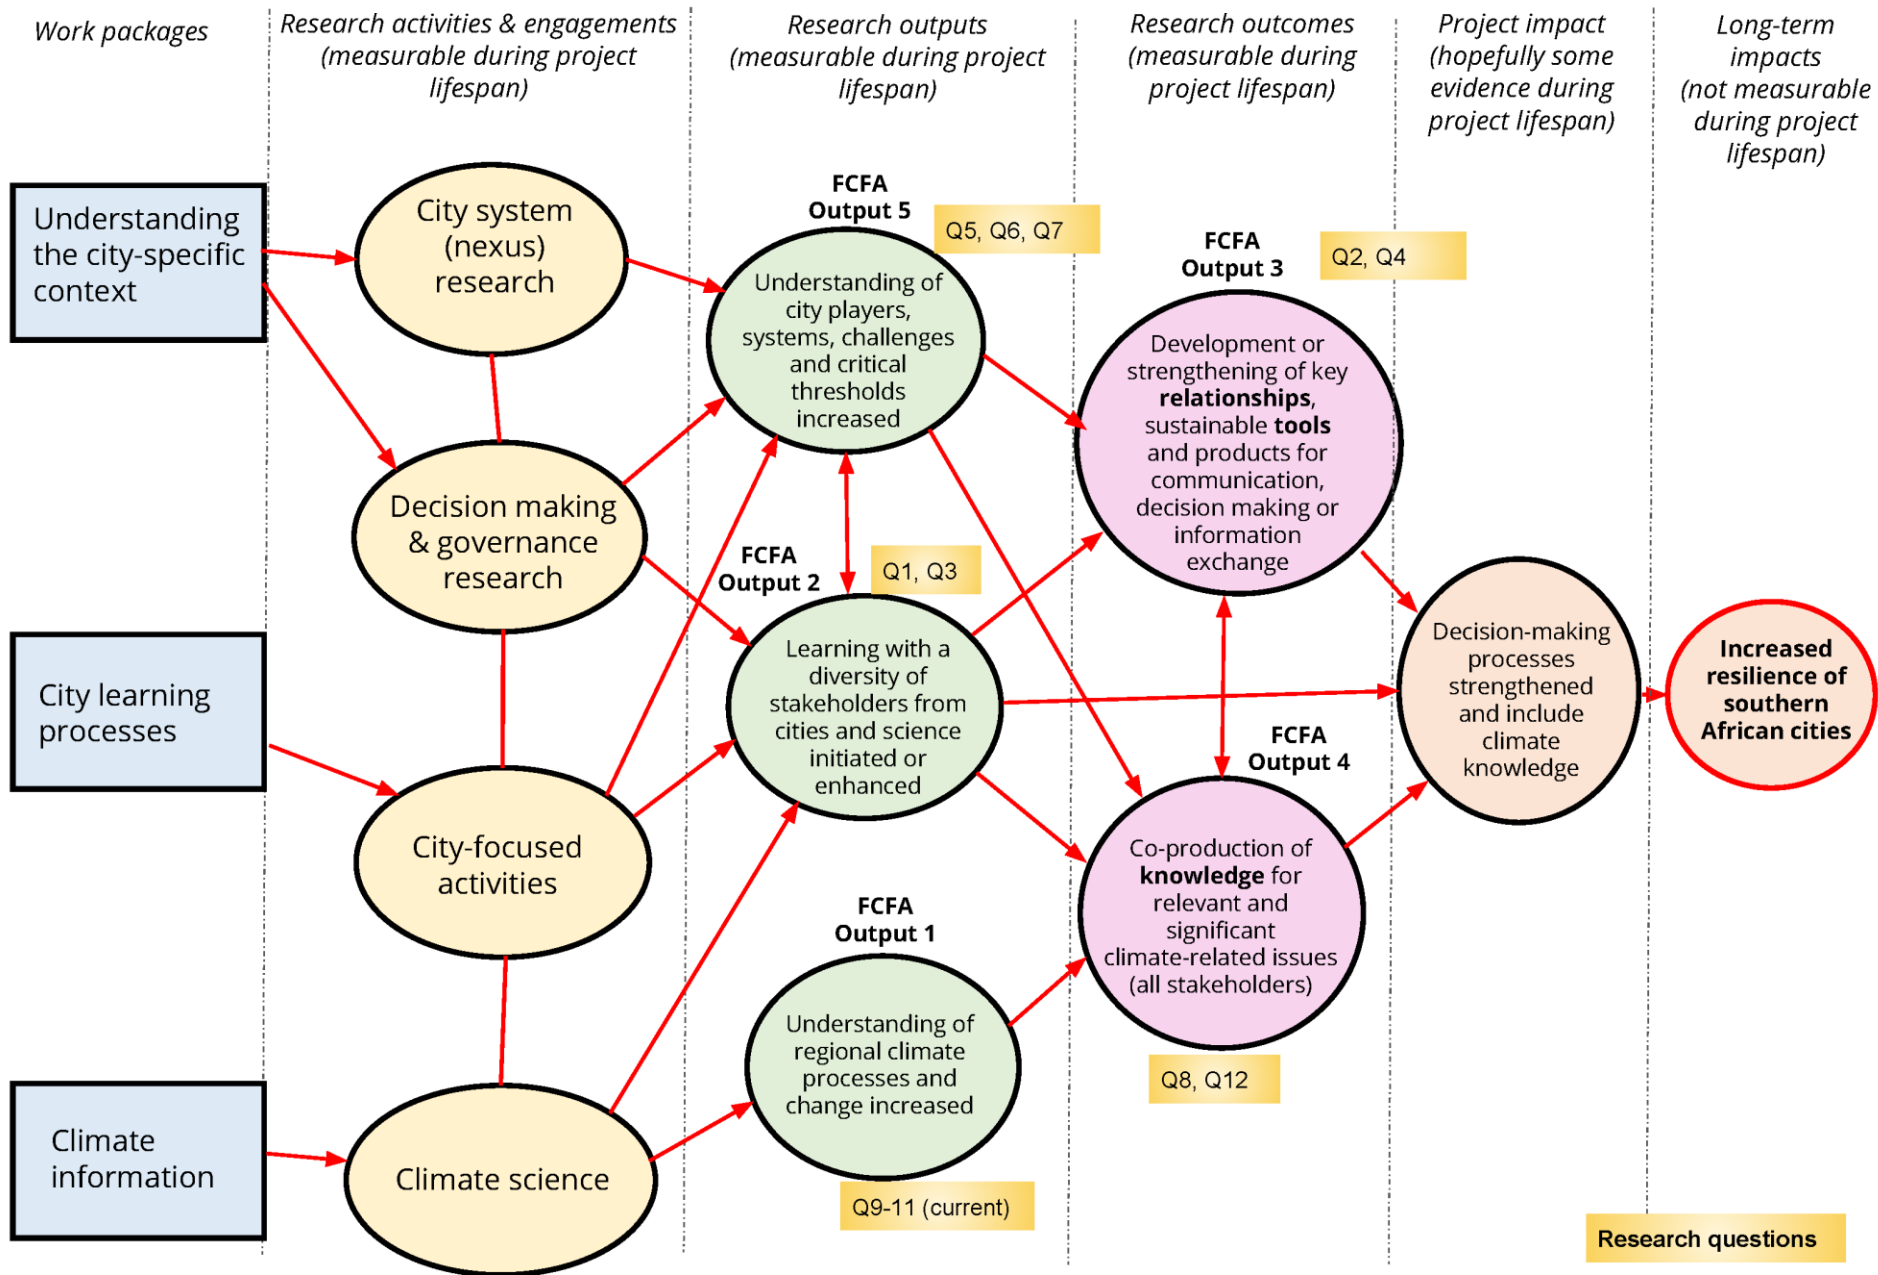 Work packages
Research activities & engagements
(measurable during project
lifespan)
Research outputs
(measurable during project
lifespan)
Research outcomes
(measurable during
project lifespan)
Project impact
(hopefully some
evidence during
project lifespan)
Long-term
impacts
(not measurable
during project
lifespan)
Understanding
the city-specific
context
City learning
processes
Climate
information
City system
(nexus)
research
Decision making
& governance
research
City-focused
activities
Climate science
FCFA
Output 5
Q5, Q6, Q7
Understanding of
city players,
systems, challenges
and critical
thresholds
increased
FCFA
Output 2
Q1, Q3
Learning with a
diversity of
stakeholders from
cities and science
initiated or
enhanced
FCFA
Output 1
Understanding of
regional climate
processes and
change increased
Q9-11 (current)
FCFA
Output 3
Q2, Q4
Development or
strengthening of key
relationships,
sustainable tools
and products for
communication,
decision making or
information
exchange
FCFA
Output 4
Co-production of
knowledge for
relevant and
significant
climate-related issues
(all stakeholders)
Q8, Q12
Decision-making
processes
strengthened
and include
climate
knowledge
Increased
resilience of
southern
African cities
Research questions